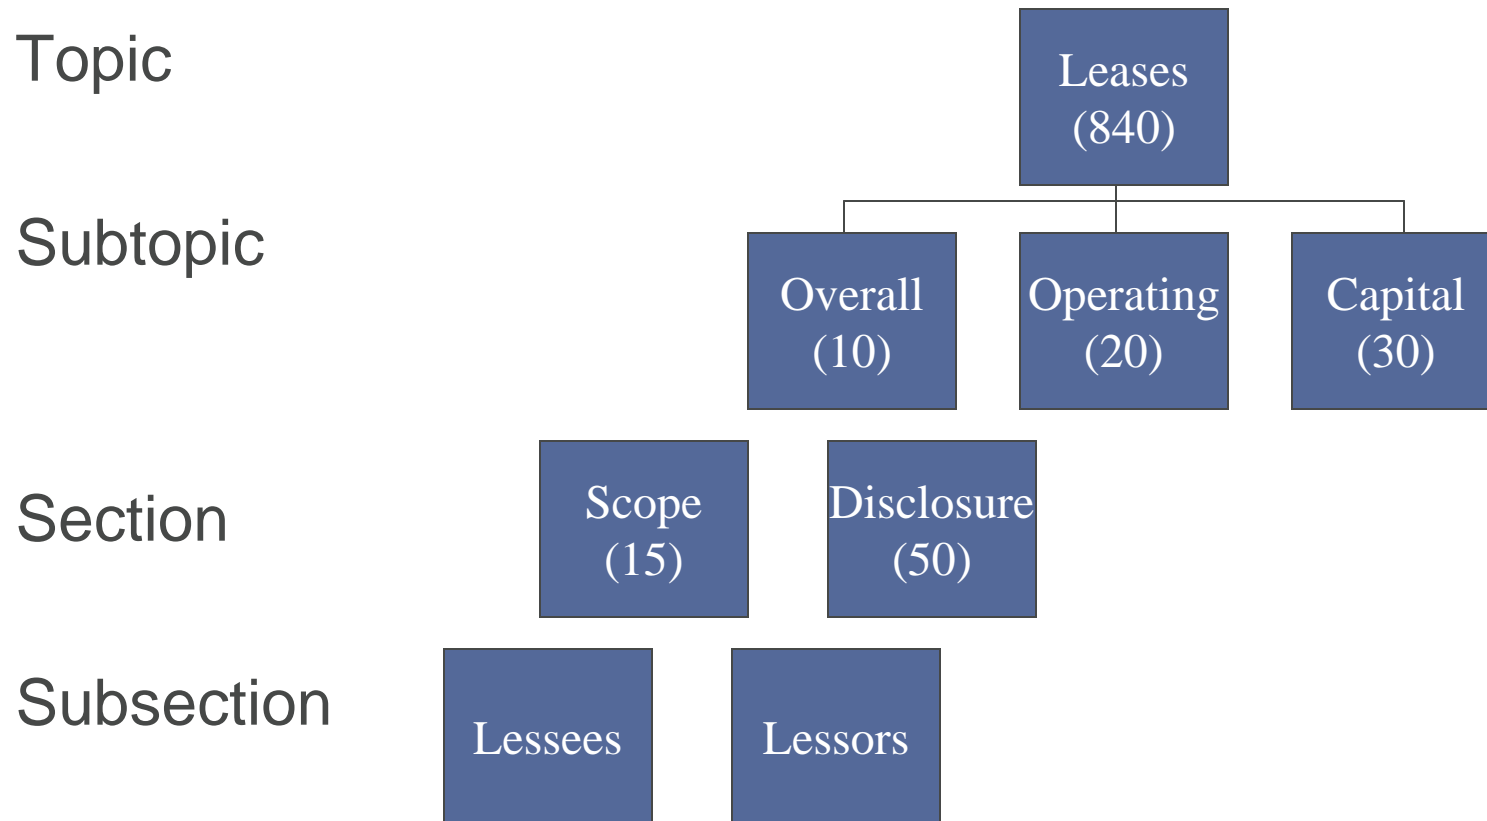 Topic
Leases
(840)
Subtopic
Overall
(10)
Operating
(20)
Capital
(30)
Section
Scope
(15)
Disclosure
(50)
Subsection
Lessees
Lessors